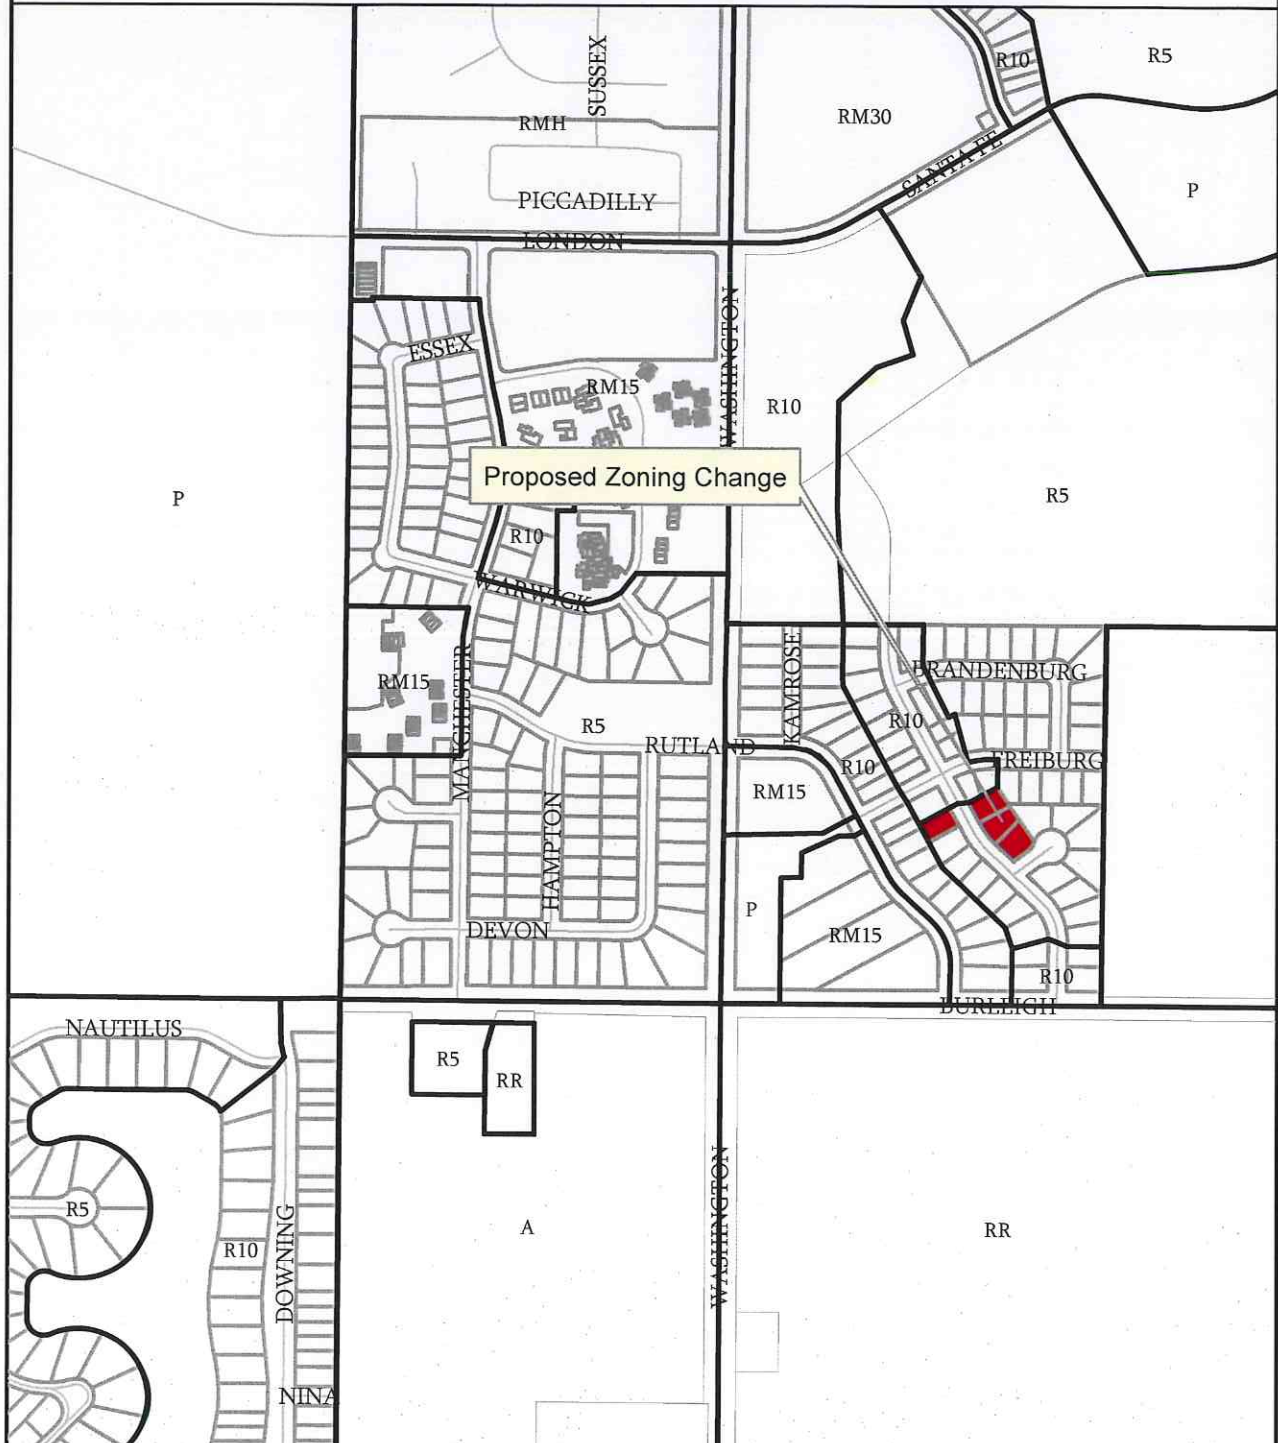 SUSSEX
R10
R5
RMH
RM30
SANTA FE
PICCADILLY
P
LONDON
WASHINGTON
ESSEX
RM15
R10
Proposed Zoning Change
P
R5
R10
WARWICK
KAMROSE
BRANDENBURG
MANCHESTER
RM15
R5
R10
RUTLAND
FREIBURG
R10
RM15
HAMPTON
P
DEVON
RM15
R10
BURLEIGH
NAUTILUS
R5
RR
WASHINGTON
R5
A
RR
R10
DOWNING
NINA